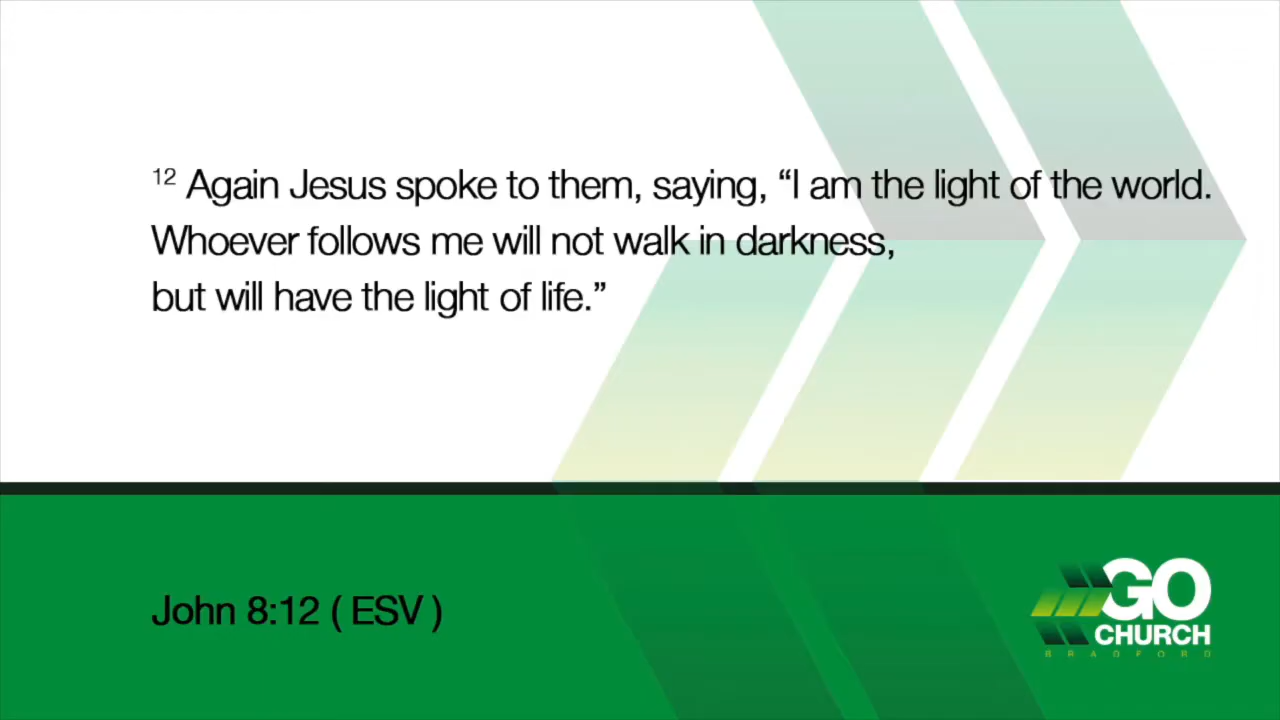 12 Again Jesus spoke to them, saying, “I am the light of the world.
Whoever follows me will not walk in darkness,
but will have the light of life.”
John 8:12 ( ESV )
GO
CHURCH
BRADFORD